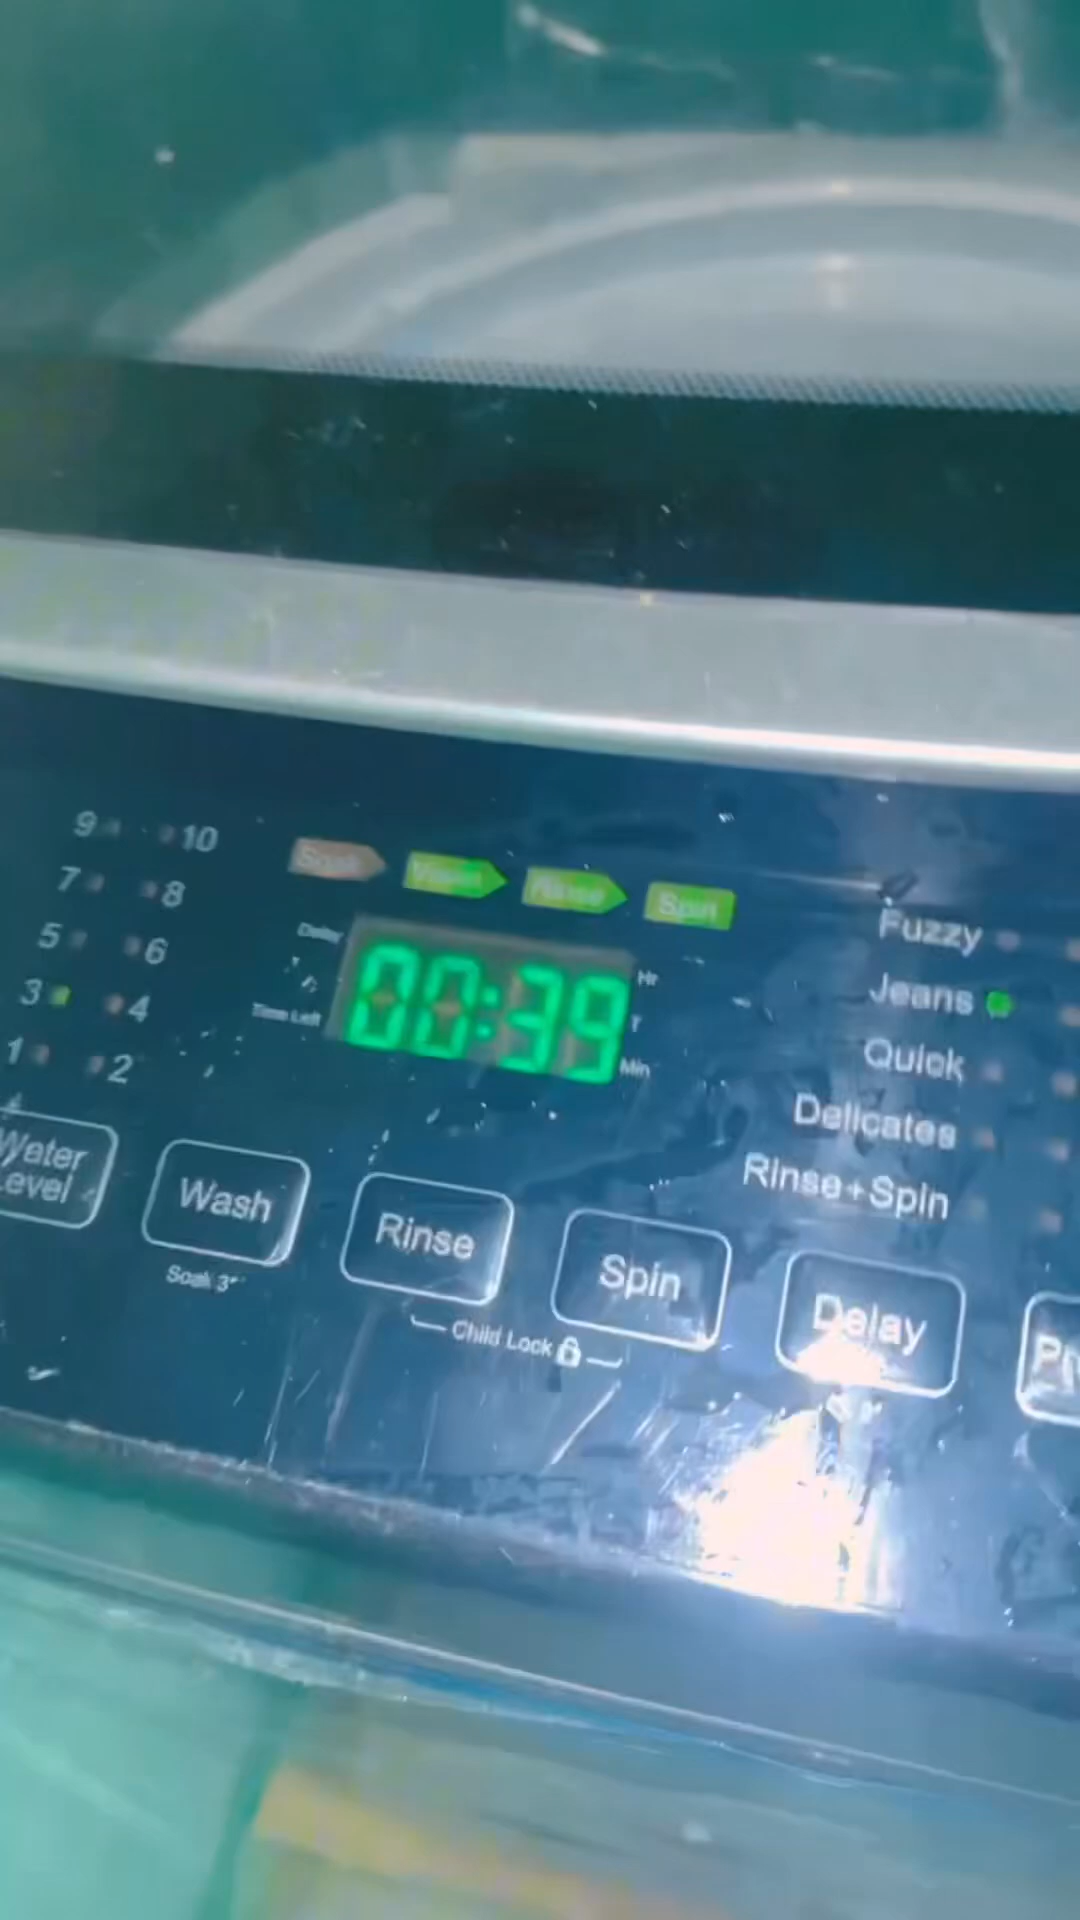 9 10
7 8
5 6
3 4
1 2
Soak Wash Rinse Spin
Delay
Time Left
00:39
Hr
Min
Fuzzy
Jeans
Quick
Delicates
Rinse+Spin
Water
Level
Wash
Rinse
Spin
Delay
Soak 3"
Child Lock